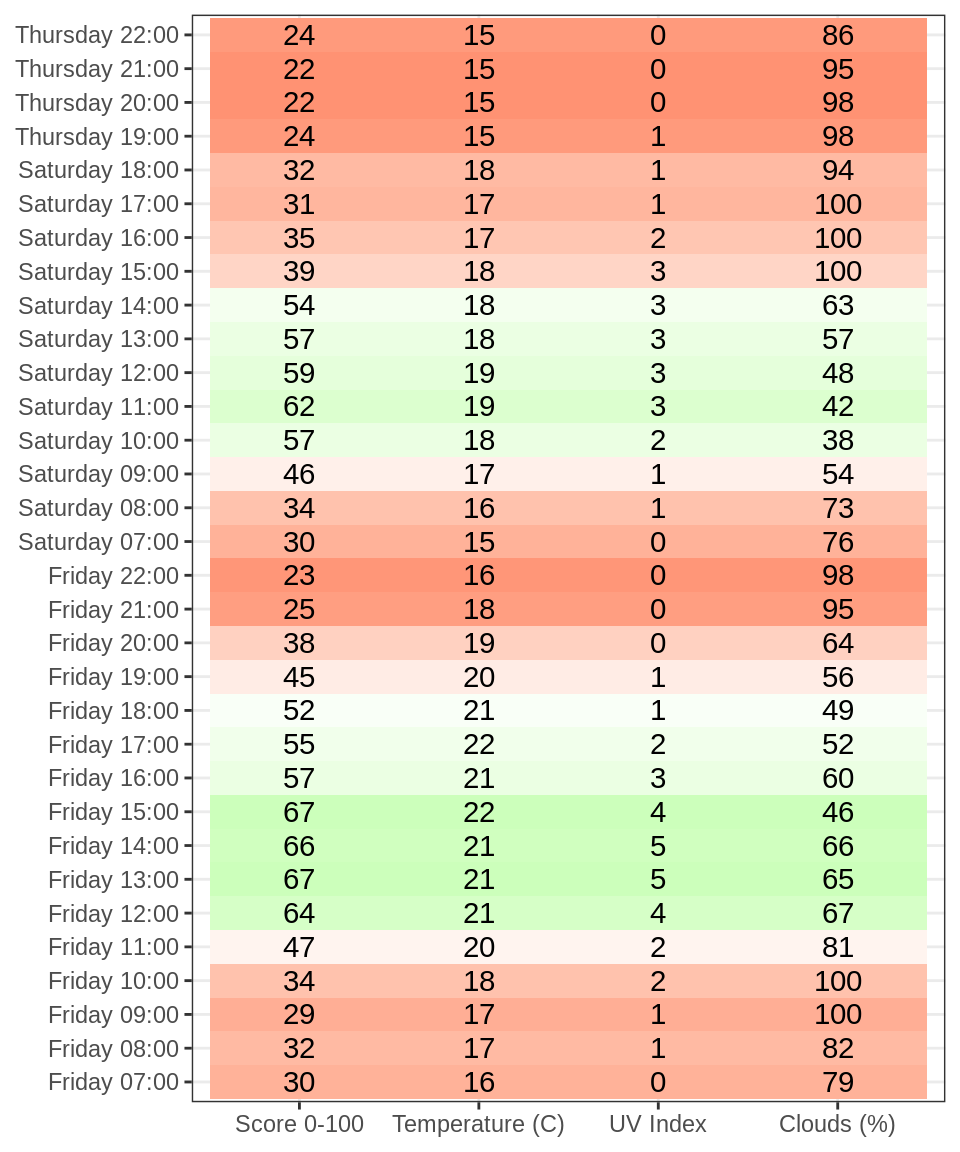 Thursday 22:00 24 15 0 86
Thursday 21:00 22 15 0 95
Thursday 20:00 22 15 0 98
Thursday 19:00 24 15 1 98
Saturday 18:00 32 18 1 94
Saturday 17:00 31 17 1 100
Saturday 16:00 35 17 2 100
Saturday 15:00 39 18 3 100
Saturday 14:00 54 18 3 63
Saturday 13:00 57 18 3 57
Saturday 12:00 59 19 3 48
Saturday 11:00 62 19 3 42
Saturday 10:00 57 18 2 38
Saturday 09:00 46 17 1 54
Saturday 08:00 34 16 1 73
Saturday 07:00 30 15 0 76
Friday 22:00 23 16 0 98
Friday 21:00 25 18 0 95
Friday 20:00 38 19 0 64
Friday 19:00 45 20 1 56
Friday 18:00 52 21 1 49
Friday 17:00 55 22 2 52
Friday 16:00 57 21 3 60
Friday 15:00 67 22 4 46
Friday 14:00 66 21 5 66
Friday 13:00 67 21 5 65
Friday 12:00 64 21 4 67
Friday 11:00 47 20 2 81
Friday 10:00 34 18 2 100
Friday 09:00 29 17 1 100
Friday 08:00 32 17 1 82
Friday 07:00 30 16 0 79
Score 0-100 Temperature (C) UV Index Clouds (%)